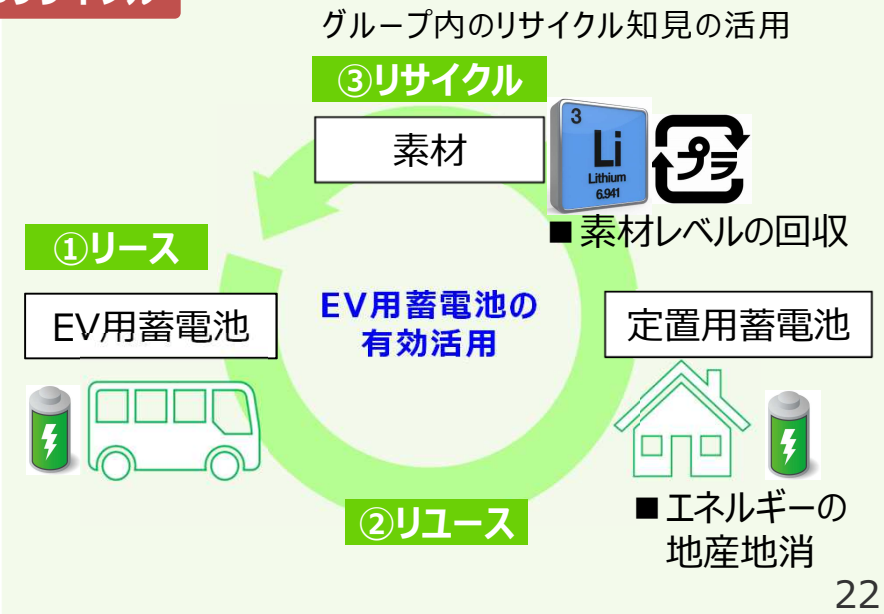 グループ内のリサイクル知見の活用
③リサイクル
素材
3
Li
Lithium
6.941
プラ
■素材レベルの回収
①リース
EV用蓄電池
EV用蓄電池の
有効活用
定置用蓄電池
②リユース
■エネルギーの
地産地消
22